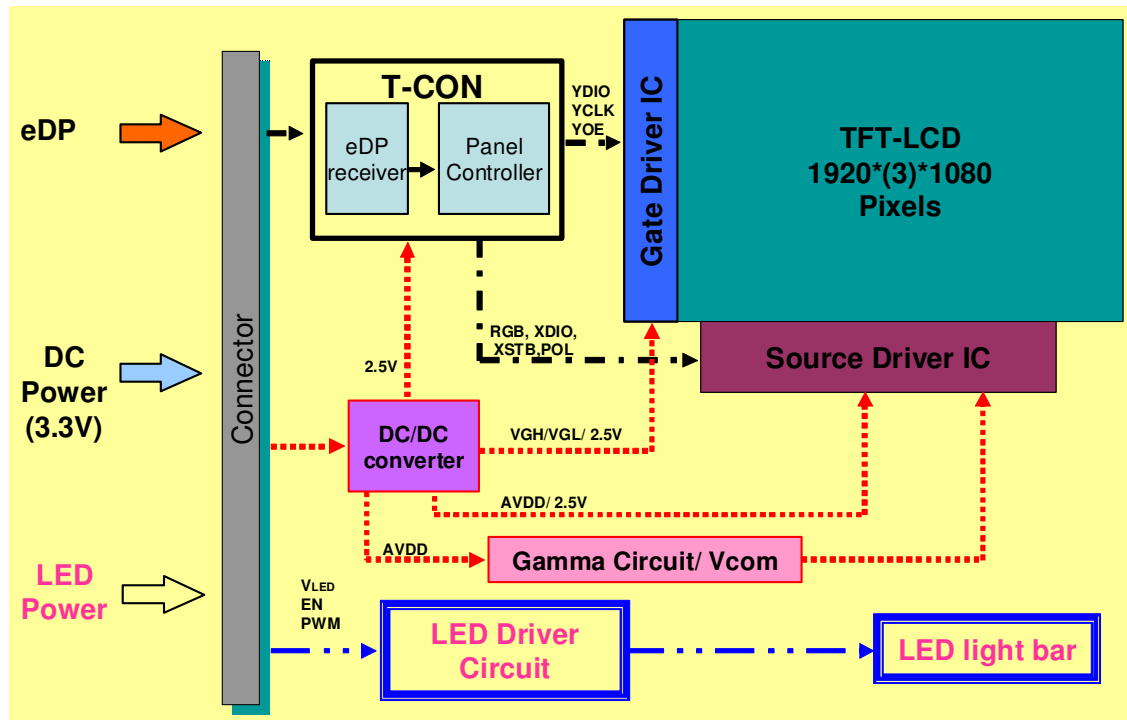 T-CON
YDIO
YCLK
YOE
eDP
eDP
receiver
Panel
Controller
Gate Driver IC
TFT-LCD
1920*(3)*1080
Pixels
Connector
RGB, XDIO,
XSTB,POL
Source Driver IC
DC
Power
(3.3V)
2.5V
DC/DC
converter
VGH/VGL/ 2.5V
AVDD/ 2.5V
AVDD
Gamma Circuit/ Vcom
LED
Power
VLED
EN
PWM
LED Driver
Circuit
LED light bar